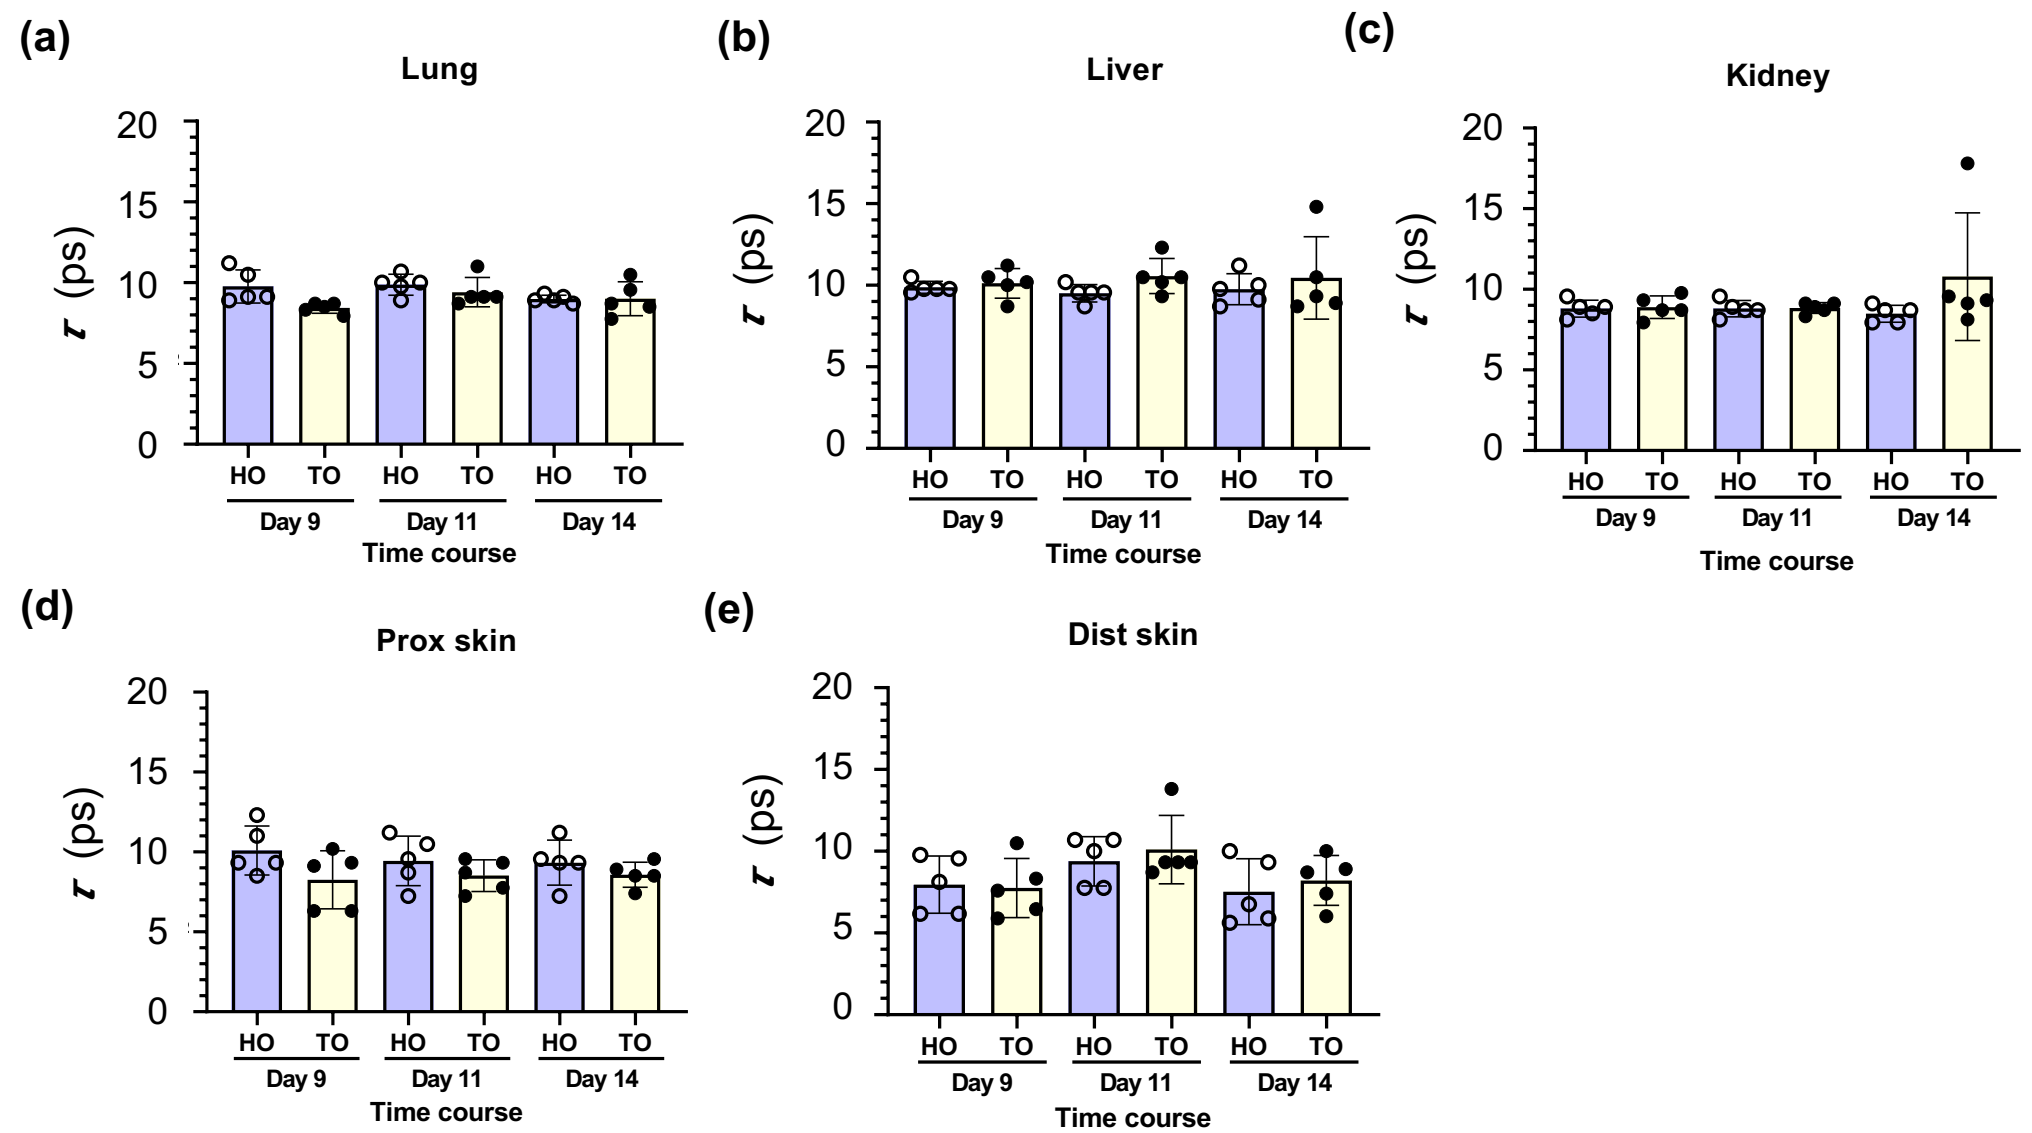 (a)
Lung
20
15
10
5
0
τ (ps)
HO TO HO TO HO TO
Day 9 Day 11 Day 14
Time course
(b)
Liver
20
15
10
5
0
τ (ps)
HO TO HO TO HO TO
Day 9 Day 11 Day 14
Time course
(c)
Kidney
20
15
10
5
0
τ (ps)
HO TO HO TO HO TO
Day 9 Day 11 Day 14
Time course
(d)
Prox skin
20
15
10
5
0
τ (ps)
HO TO HO TO HO TO
Day 9 Day 11 Day 14
Time course
(e)
Dist skin
20
15
10
5
0
τ (ps)
HO TO HO TO HO TO
Day 9 Day 11 Day 14
Time course